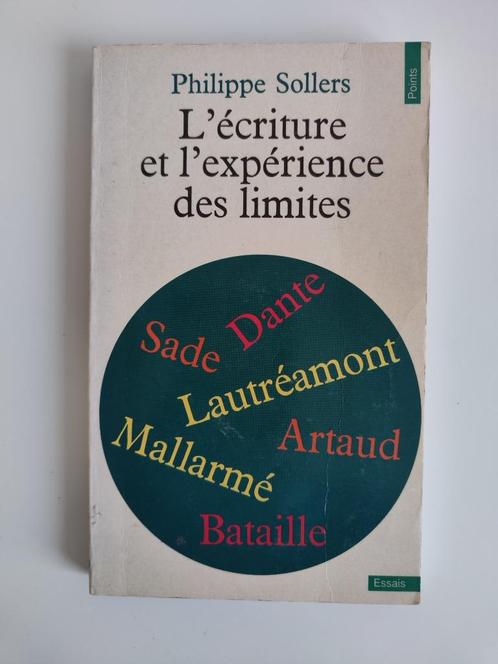 Points
Philippe Sollers
L'écriture
et l'expérience
des limites
Dante
Sade
Lautréamont
Artaud
Mallarmé
Bataille
Essais